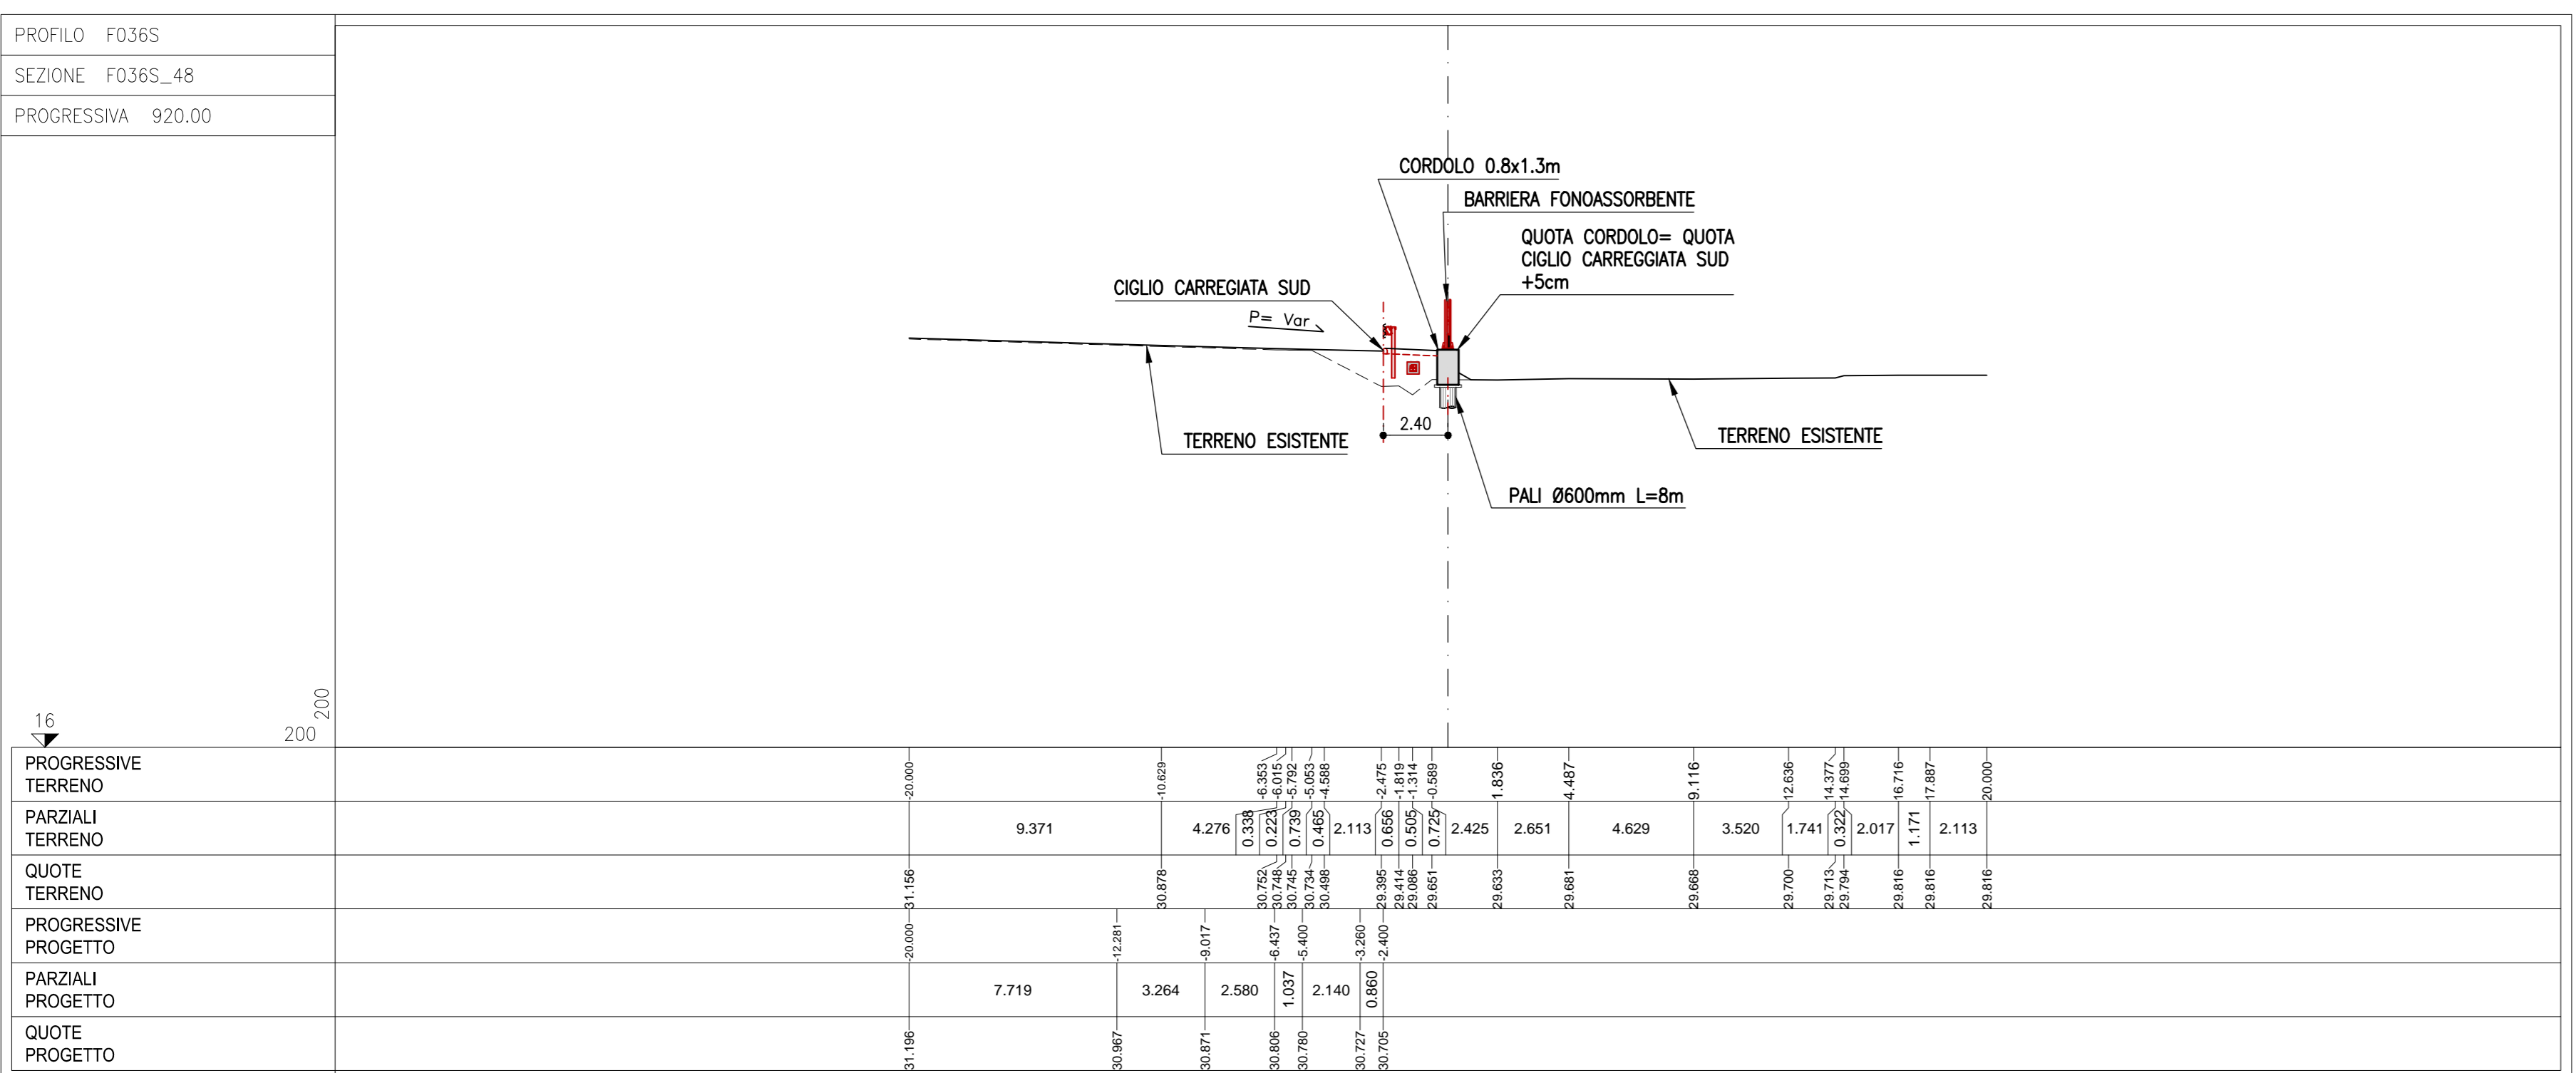 PROFILO F036S
SEZIONE F036S_48
PROGRESSIVA 920.00
CORDOLO 0.8x1.3m
BARRIERA FONOASSORBENTE
QUOTA CORDOLO= QUOTA
CIGLIO CARREGGIATA SUD
+5cm
CIGLIO CARREGIATA SUD
P= Var
2.40
TERRENO ESISTENTE
TERRENO ESISTENTE
PALI Ø600mm L=8m
16
200
200
PROGRESSIVE
TERRENO
-20.000 -10.629 -6.353 -6.015 -5.792 -5.053 -4.588 -2.475 -1.819 -1.314 -0.589 1.836 4.487 9.116 12.636 14.377 14.699 16.716 17.887 20.000
PARZIALI
TERRENO
9.371 4.276 0.338 0.223 0.739 0.465 2.113 0.656 0.505 0.725 2.425 2.651 4.629 3.520 1.741 0.322 2.017 1.171 2.113
QUOTE
TERRENO
31.156 30.878 30.752 30.748 30.745 30.734 30.498 29.395 29.414 29.086 29.651 29.633 29.681 29.668 29.700 29.713 29.794 29.816 29.816 29.816
PROGRESSIVE
PROGETTO
-20.000 -12.281 -9.017 -6.437 -5.400 -3.260 -2.400
PARZIALI
PROGETTO
7.719 3.264 2.580 1.037 2.140 0.860
QUOTE
PROGETTO
31.196 30.967 30.871 30.806 30.780 30.727 30.705